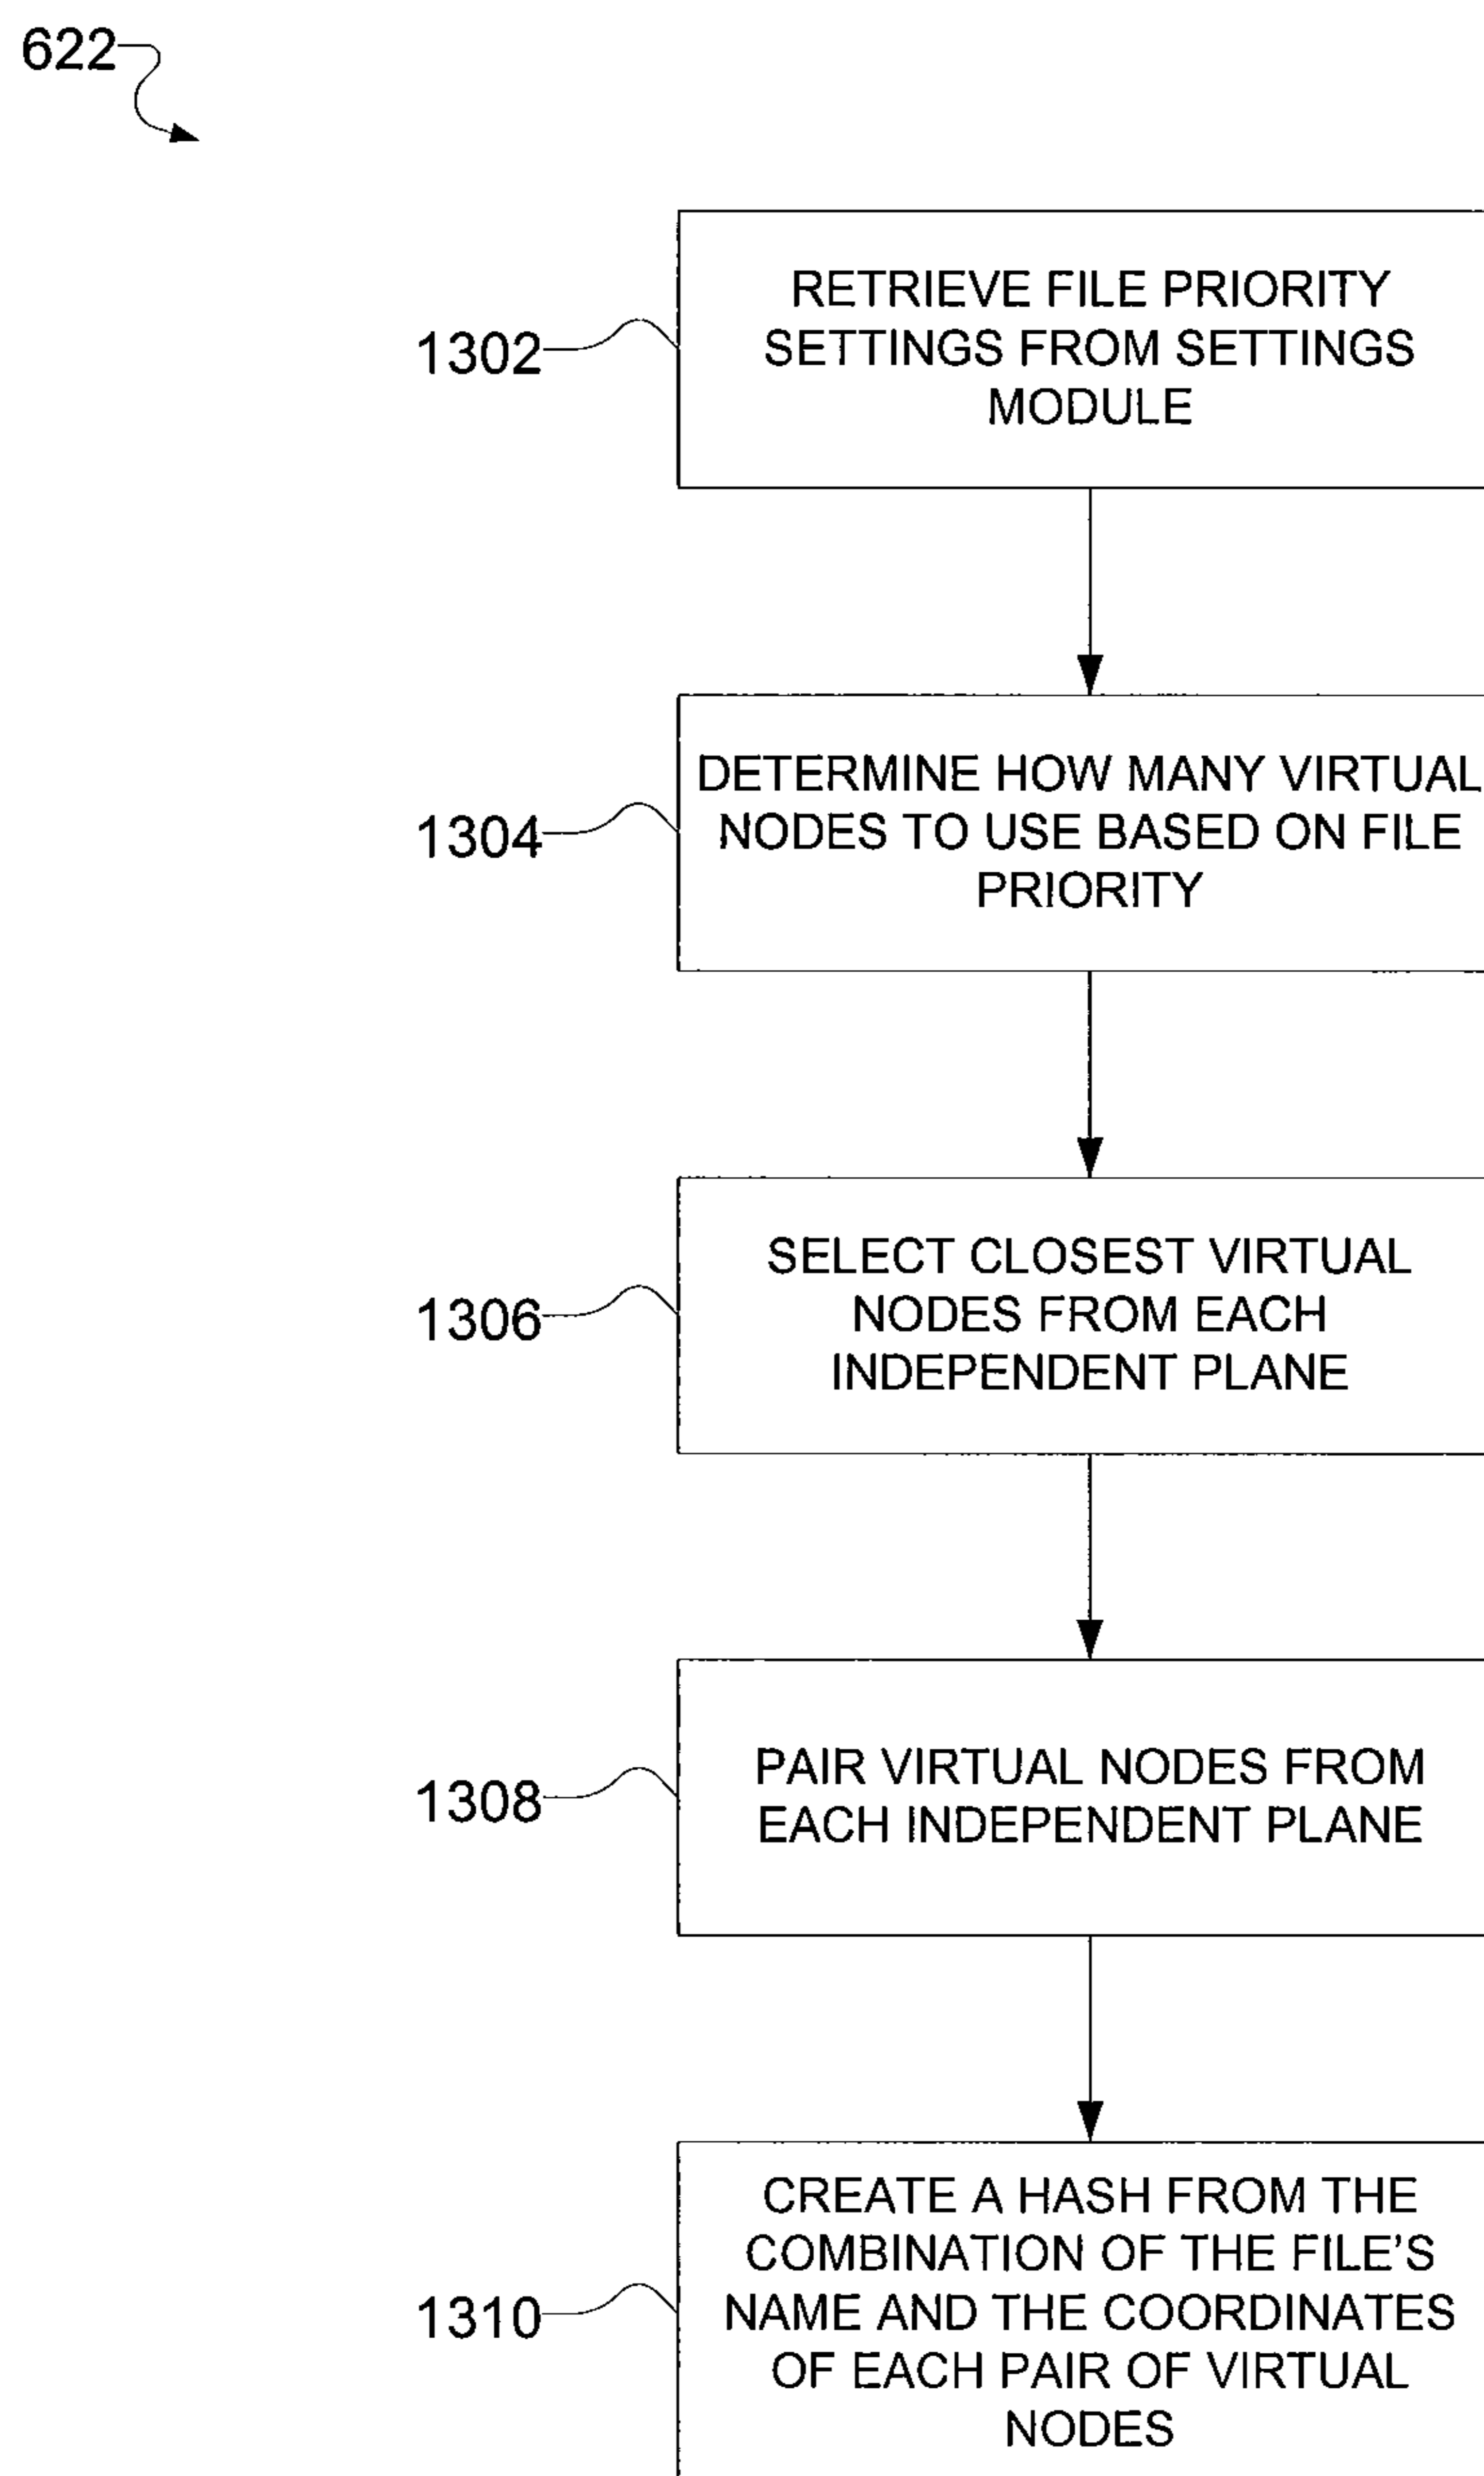 622
RETRIEVE FILE PRIORITY
SETTINGS FROM SETTINGS
MODULE
1302
DETERMINE HOW MANY VIRTUAL
NODES TO USE BASED ON FILE
PRIORITY
1304
SELECT CLOSEST VIRTUAL
NODES FROM EACH
INDEPENDENT PLANE
1306
PAIR VIRTUAL NODES FROM
EACH INDEPENDENT PLANE
1308
CREATE A HASH FROM THE
COMBINATION OF THE FILE'S
NAME AND THE COORDINATES
OF EACH PAIR OF VIRTUAL
NODES
1310